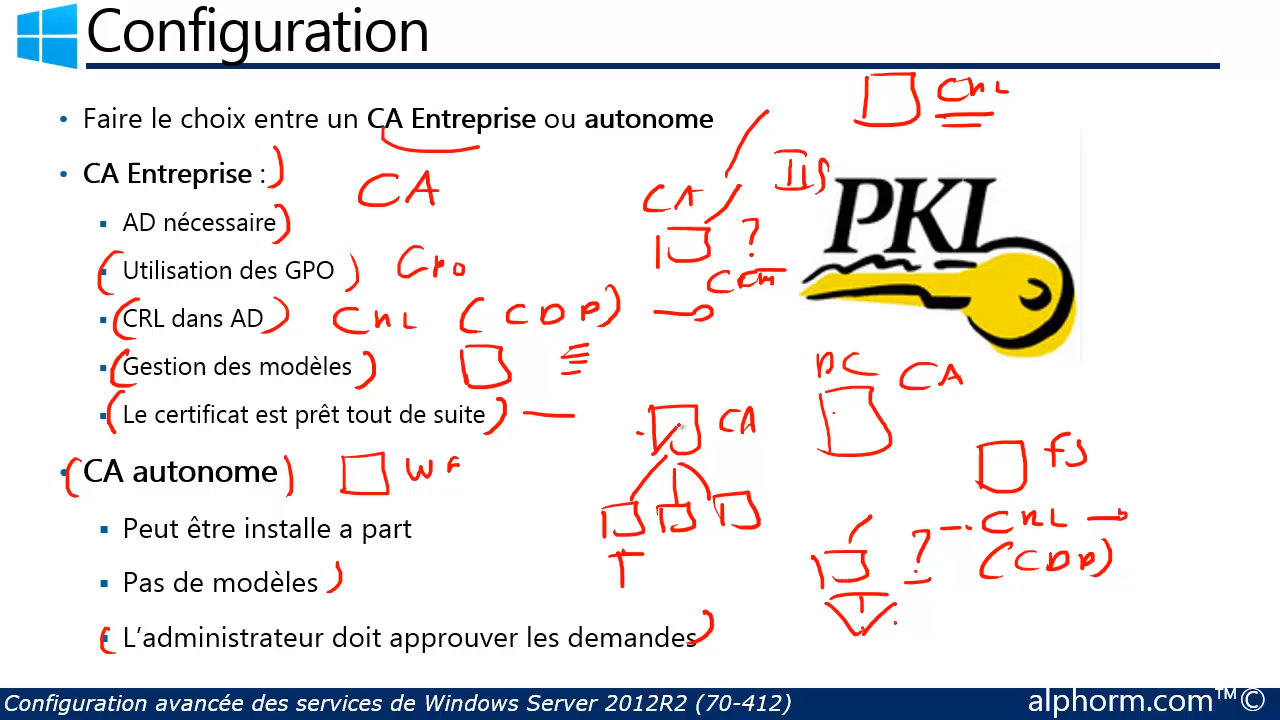 Configuration
• Faire le choix entre un CA Entreprise ou autonome
CRL
• CA Entreprise :
CA
CA
IIS
PKI
▪ AD nécessaire
?
▪ Utilisation des GPO
GPO
▪ CRL dans AD
CRL (CDP)
▪ Gestion des modèles
DC
CA
▪ Le certificat est prêt tout de suite
CA
FS
• CA autonome
▪ Peut être installe a part
? CRL
(CDP)
▪ Pas de modèles
▪ L'administrateur doit approuver les demandes
Configuration avancée des services de Windows Server 2012R2 (70-412)
alphorm.com™©